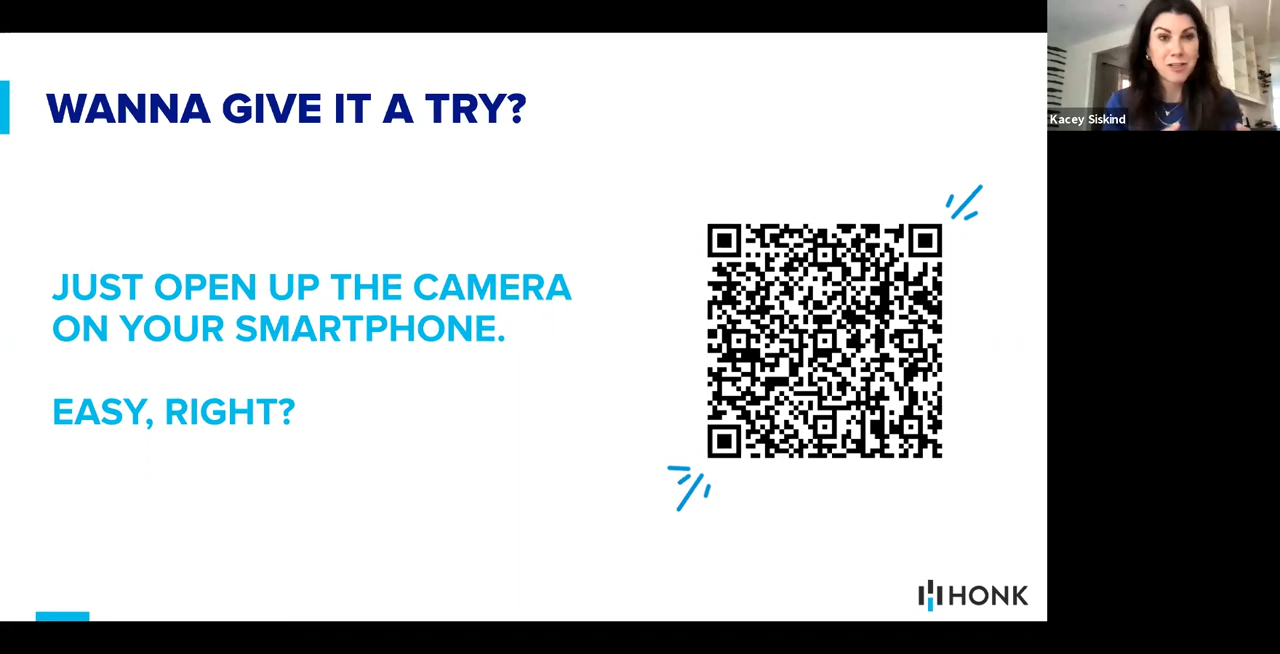 WANNA GIVE IT A TRY?
JUST OPEN UP THE CAMERA
ON YOUR SMARTPHONE.
EASY, RIGHT?
HONK
Kacey Siskind